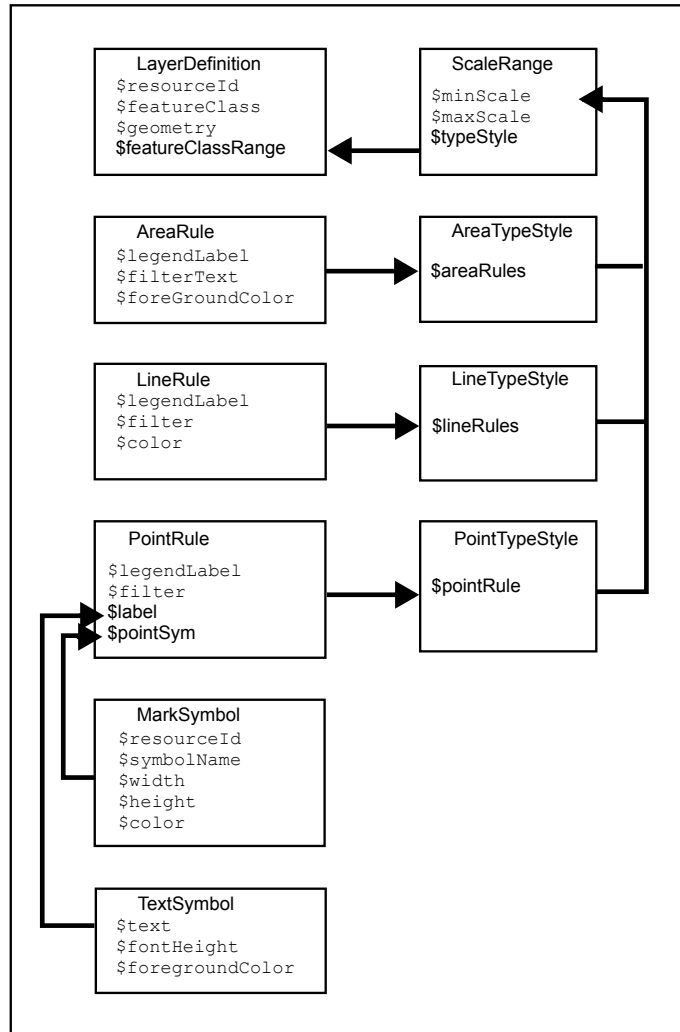 LayerDefinition
$resourceId
$featureClass
$geometry
$featureClassRange
ScaleRange
$minScale
$maxScale
$typeStyle
AreaRule
$legendLabel
$filterText
$foreGroundColor
AreaTypeStyle
$areaRules
LineRule
$legendLabel
$filter
$color
LineTypeStyle
$lineRules
PointRule
$legendLabel
$filter
$label
$pointSym
PointTypeStyle
$pointRule
MarkSymbol
$resourceId
$symbolName
$width
$height
$color
TextSymbol
$text
$fontHeight
$foregroundColor